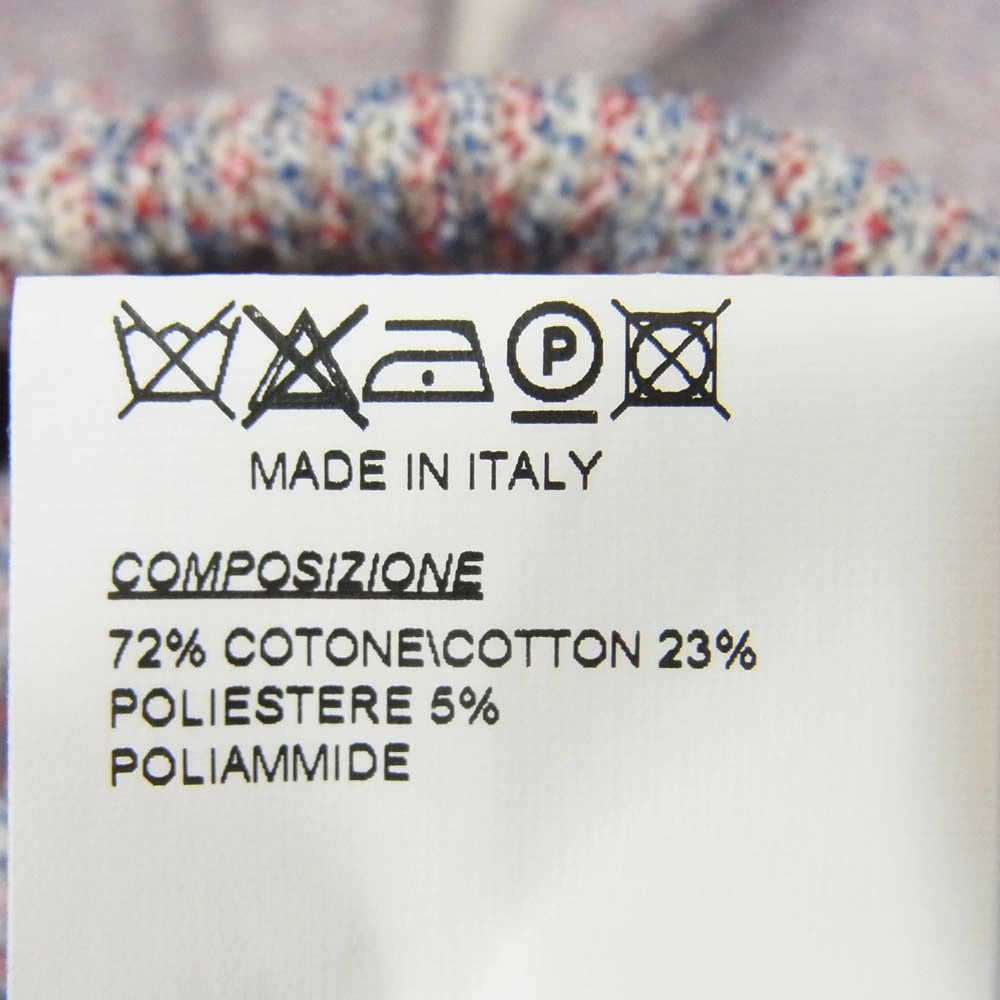 P
MADE IN ITALY
COMPOSIZIONE
72% COTONE\COTTON 23%
POLIESTERE 5%
POLIAMMIDE